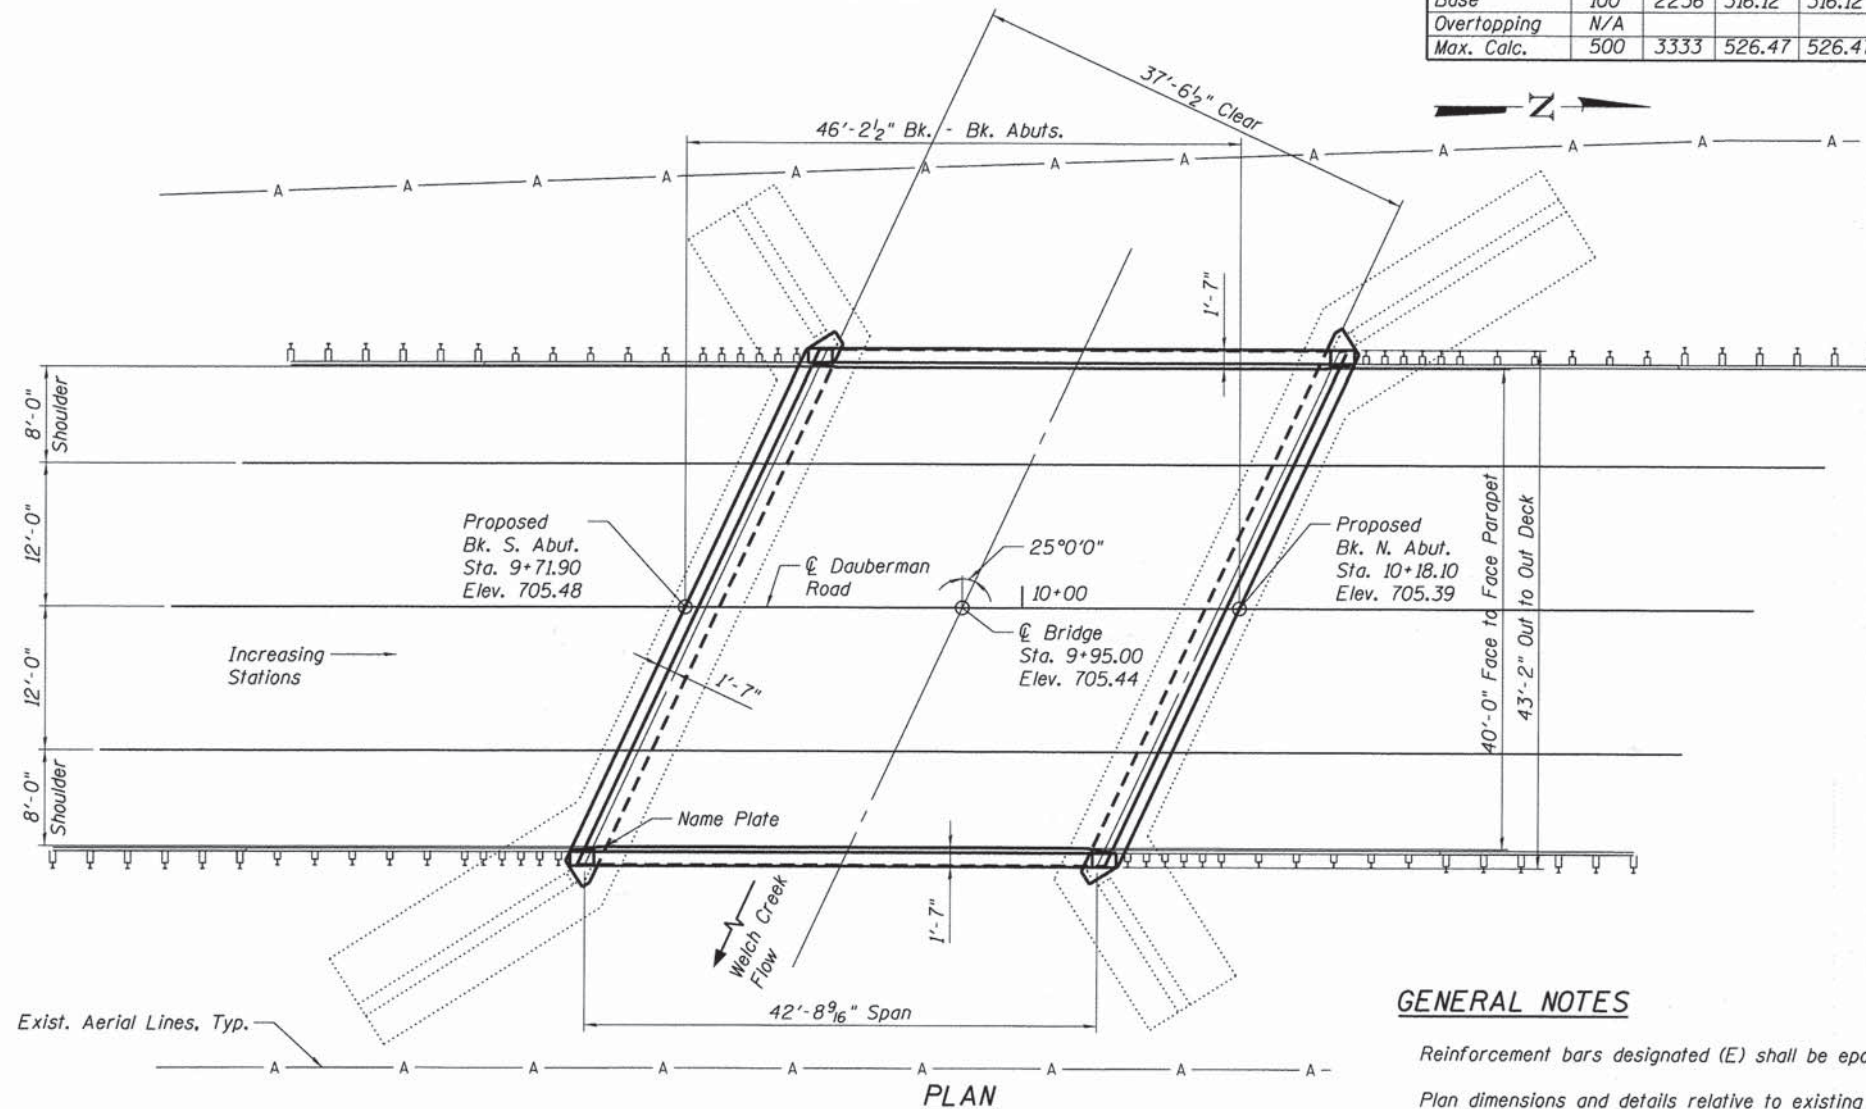 Base 100 2256 516.12 516.12
Overtopping N/A
Max. Calc. 500 3333 526.47 526.47
37'-6½" Clear
Z
46'-2½" Bk. - Bk. Abuts.
A A A A A A A A A A A A A
1'-7"
8'-0"
Shoulder
12'-0"
12'-0"
8'-0"
Shoulder
Proposed
Bk. S. Abut.
Sta. 9+71.90
Elev. 705.48
℄ Dauberman
Road
25°0'0"
10+00
℄ Bridge
Sta. 9+95.00
Elev. 705.44
Proposed
Bk. N. Abut.
Sta. 10+18.10
Elev. 705.39
40'-0" Face to Face Parapet
43'-2" Out to Out Deck
Increasing
Stations
1'-7"
Name Plate
1'-7"
Welch Creek
Flow
42'-8 9/16" Span
Exist. Aerial Lines, Typ.
A A A A A A A A A
PLAN
GENERAL NOTES
Reinforcement bars designated (E) shall be epo
Plan dimensions and details relative to existing